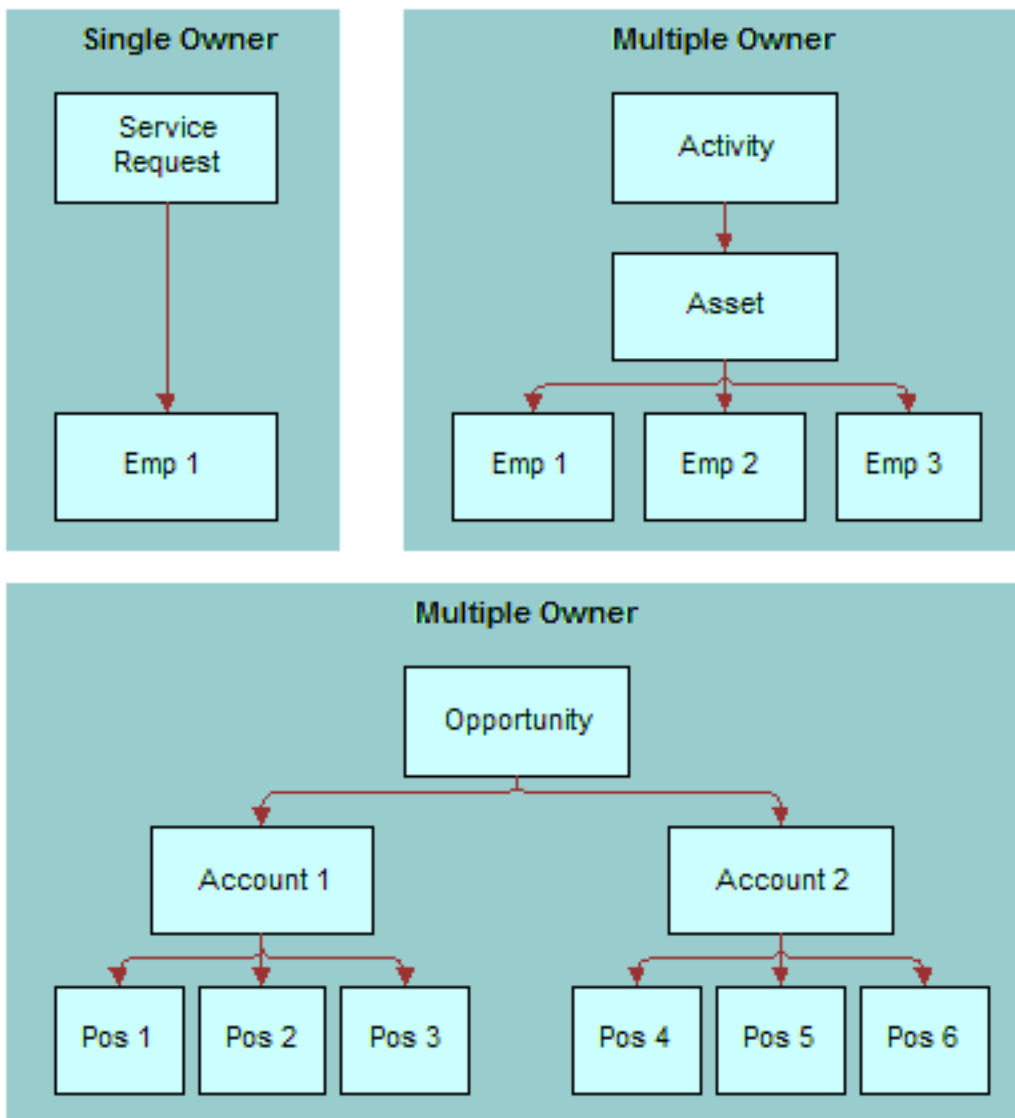 Single Owner
Service
Request
Emp 1
Multiple Owner
Activity
Asset
Emp 1
Emp 2
Emp 3
Multiple Owner
Opportunity
Account 1
Account 2
Pos 1
Pos 2
Pos 3
Pos 4
Pos 5
Pos 6